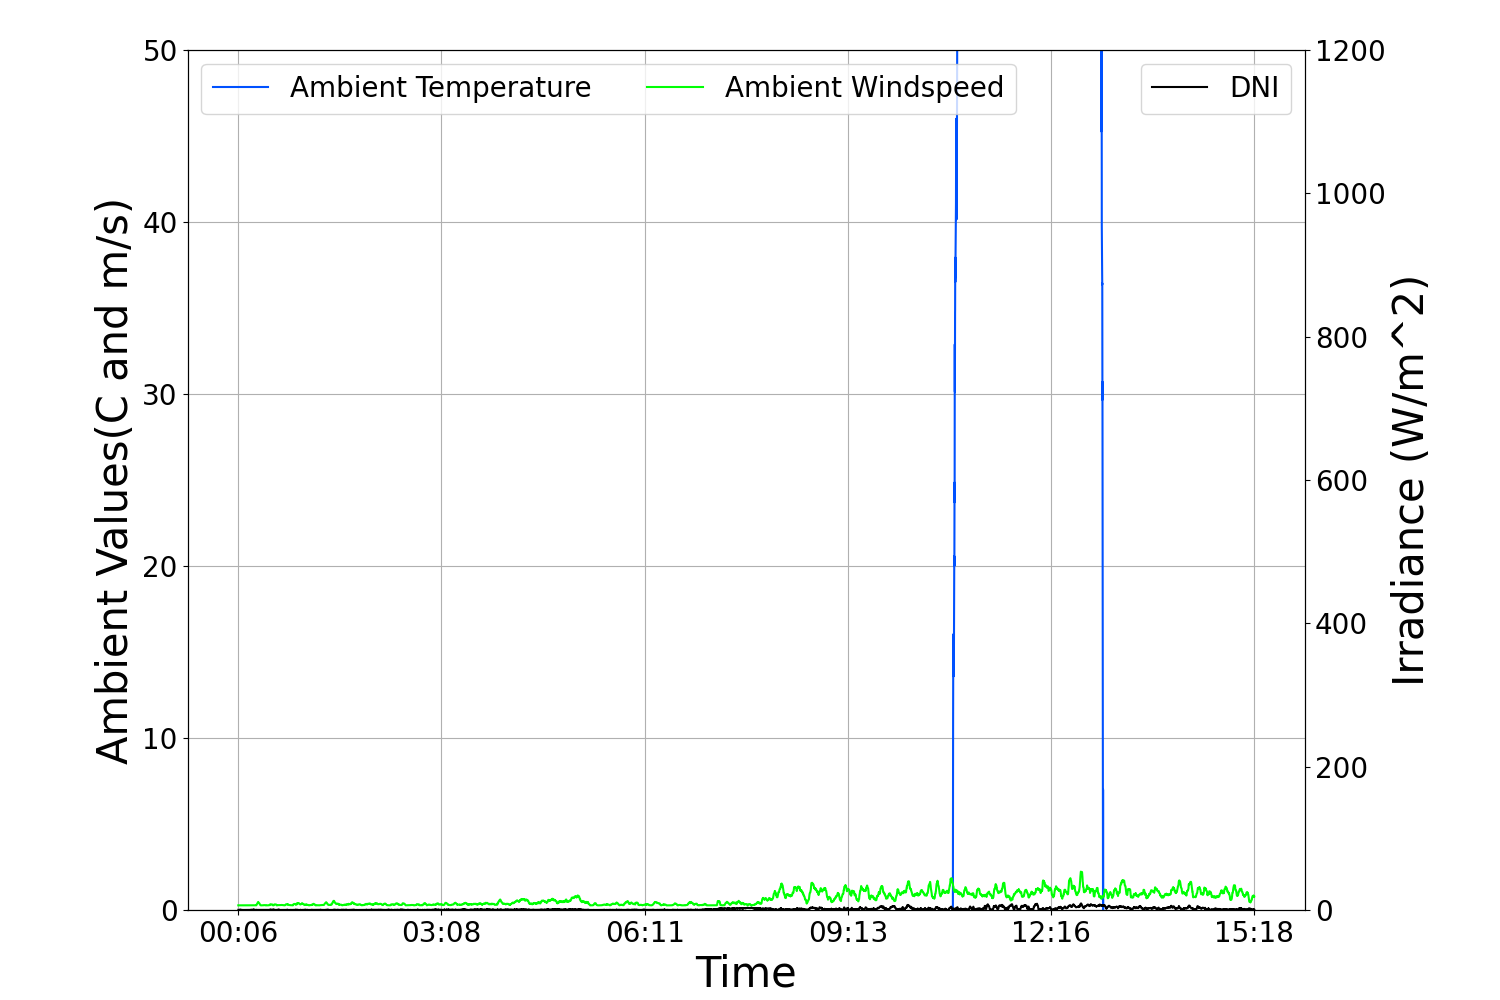 Ambient Temperature
Ambient Windspeed
DNI
Ambient Values(C and m/s)
50
40
30
20
10
0
1200
1000
800
600
400
200
0
Irradiance (W/m^2)
00:06 03:08 06:11 09:13 12:16 15:18
Time